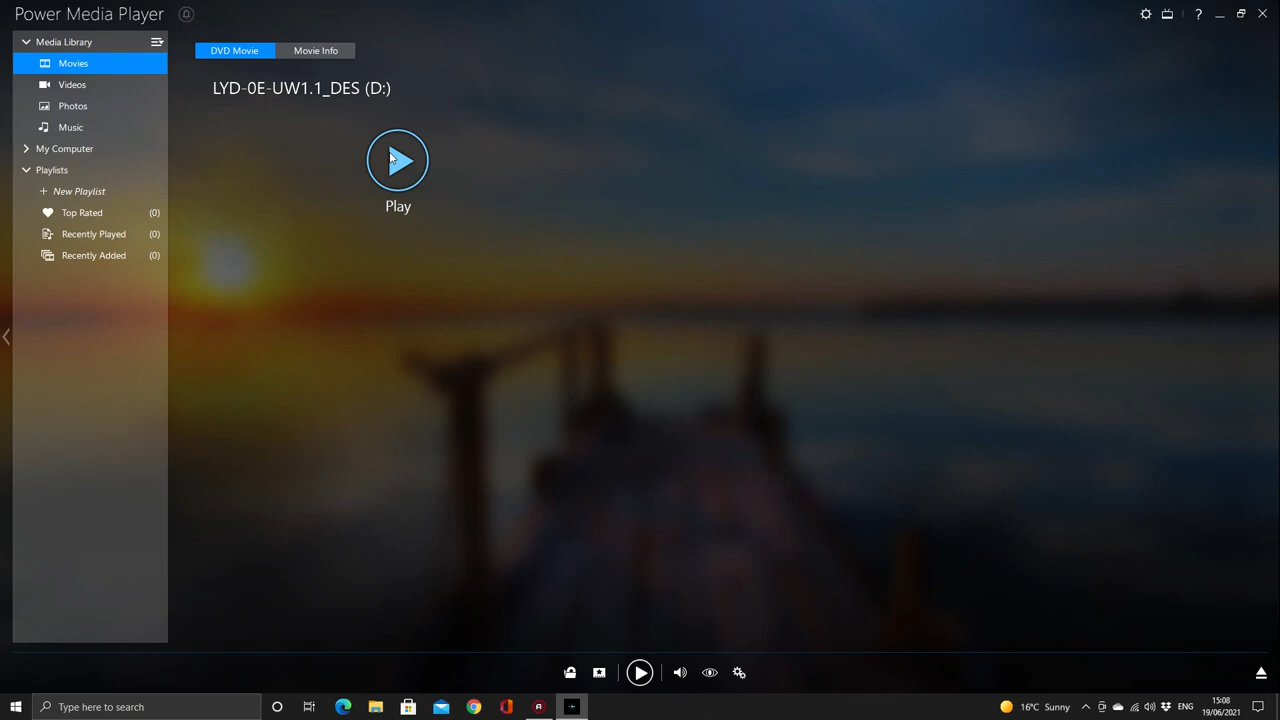 Power Media Player
Media Library
Movies
Videos
Photos
Music
My Computer
Playlists
+ New Playlist
Top Rated (0)
Recently Played (0)
Recently Added (0)
DVD Movie Movie Info
LYD-0E-UW1.1_DES (D:)
Play
?
Type here to search
16°C Sunny
ENG
15:08
19/06/2021